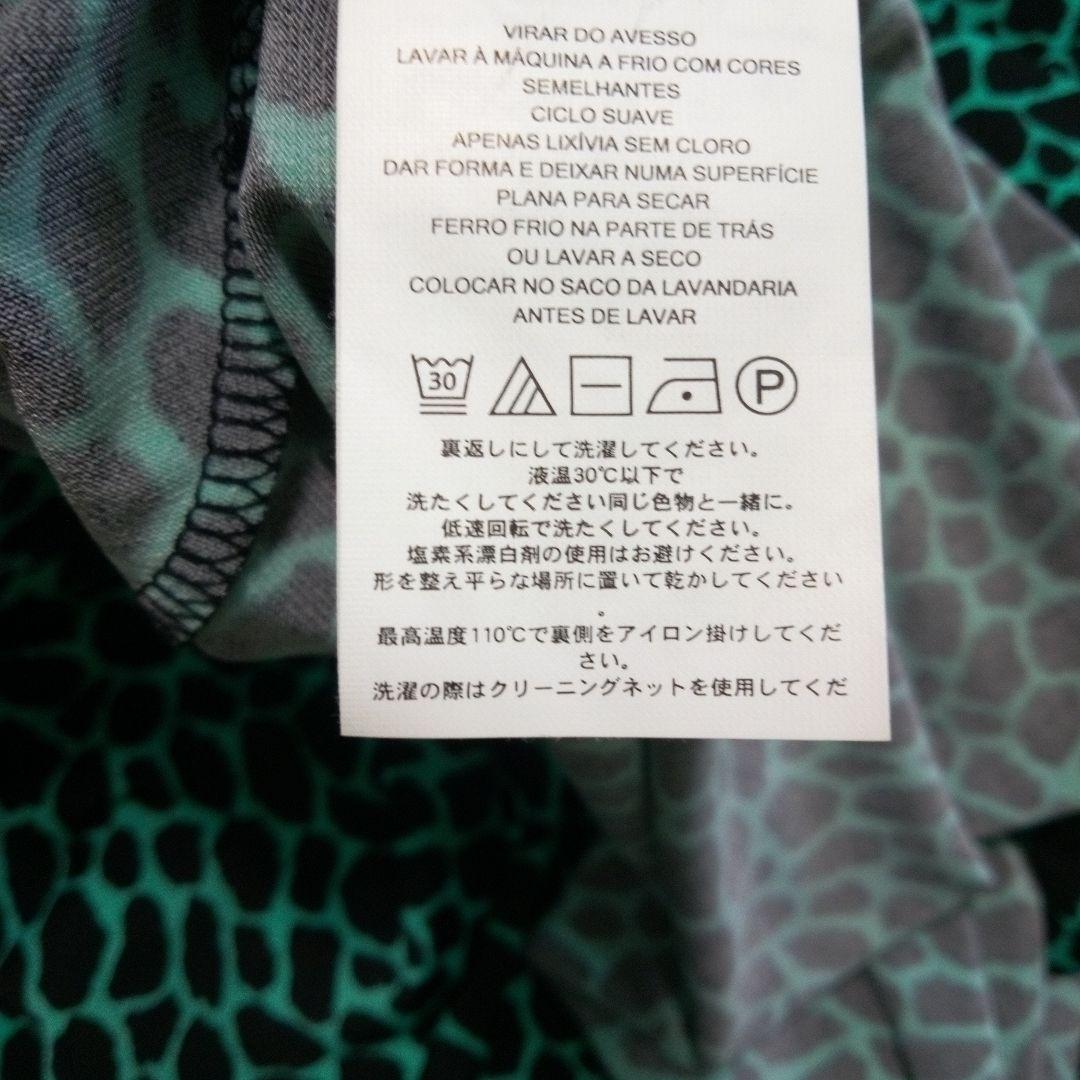 VIRAR DO AVESSO
LAVAR À MÁQUINA A FRIO COM CORES
SEMELHANTES
CICLO SUAVE
APENAS LIXÍVIA SEM CLORO
DAR FORMA E DEIXAR NUMA SUPERFÍCIE
PLANA PARA SECAR
FERRO FRIO NA PARTE DE TRÁS
OU LAVAR A SECO
COLOCAR NO SACO DA LAVANDARIA
ANTES DE LAVAR
30 P
裏返しにして洗濯してください。
液温30℃以下で
洗たくしてください同じ色物と一緒に。
低速回転で洗たくしてください。
塩素系漂白剤の使用はお避けください。
形を整え平らな場所に置いて乾かしてください
。
最高温度110℃で裏側をアイロン掛けしてくだ
さい。
洗濯の際はクリーニングネットを使用してくだ